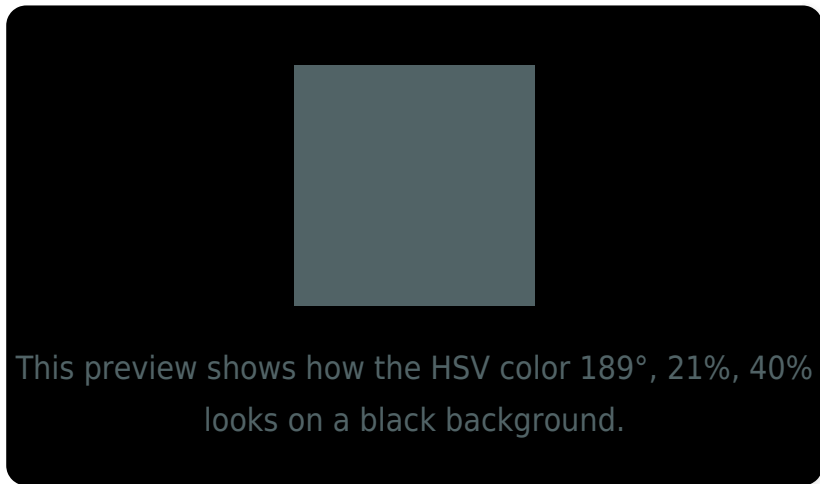 This preview shows how the HSV color 189°, 21%, 40%
looks on a black background.